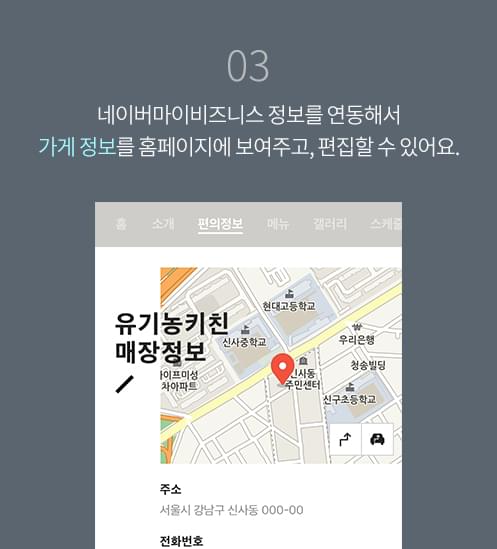 03
네이버마이비즈니스 정보를 연동해서
가게 정보를 홈페이지에 보여주고, 편집할 수 있어요.
홈 소개 편의정보 메뉴 갤러리 스케줄
유기농키친
매장정보
현대고등학교
신사중학교
우리은행
청송빌딩
이프미성
차아파트
신사동
주민센터
신구초등학교
주소
서울시 강남구 신사동 000-00
전화번호